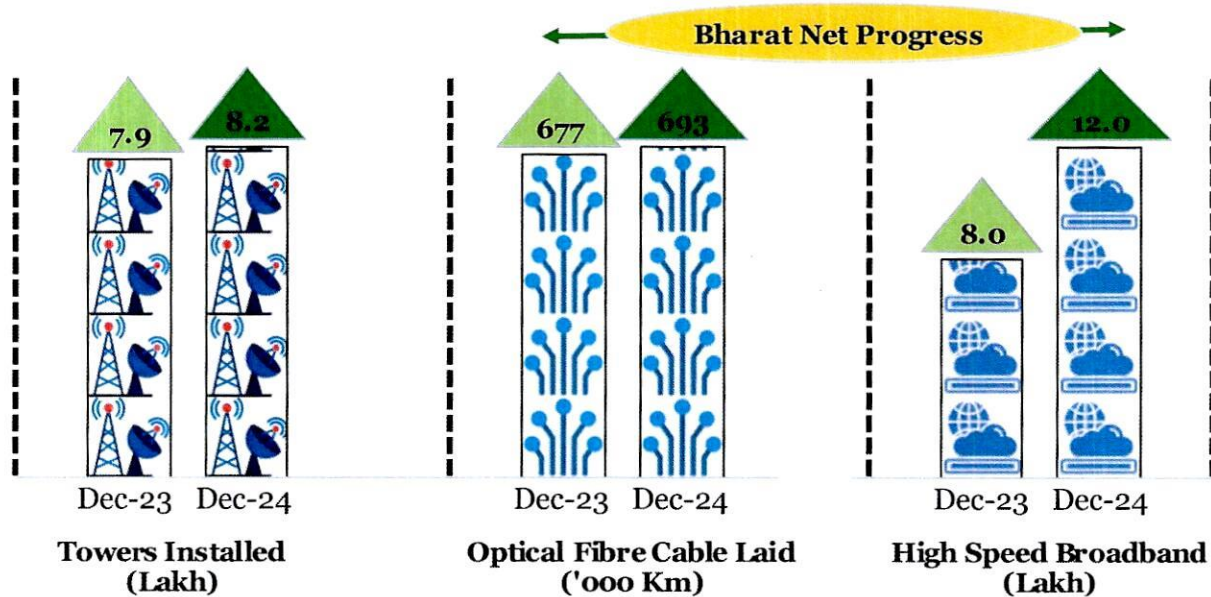 Bharat Net Progress
7.9
8.2
677
693
8.0
12.0
Dec-23 Dec-24
Dec-23 Dec-24
Dec-23 Dec-24
Towers Installed
(Lakh)
Optical Fibre Cable Laid
('000 Km)
High Speed Broadband
(Lakh)